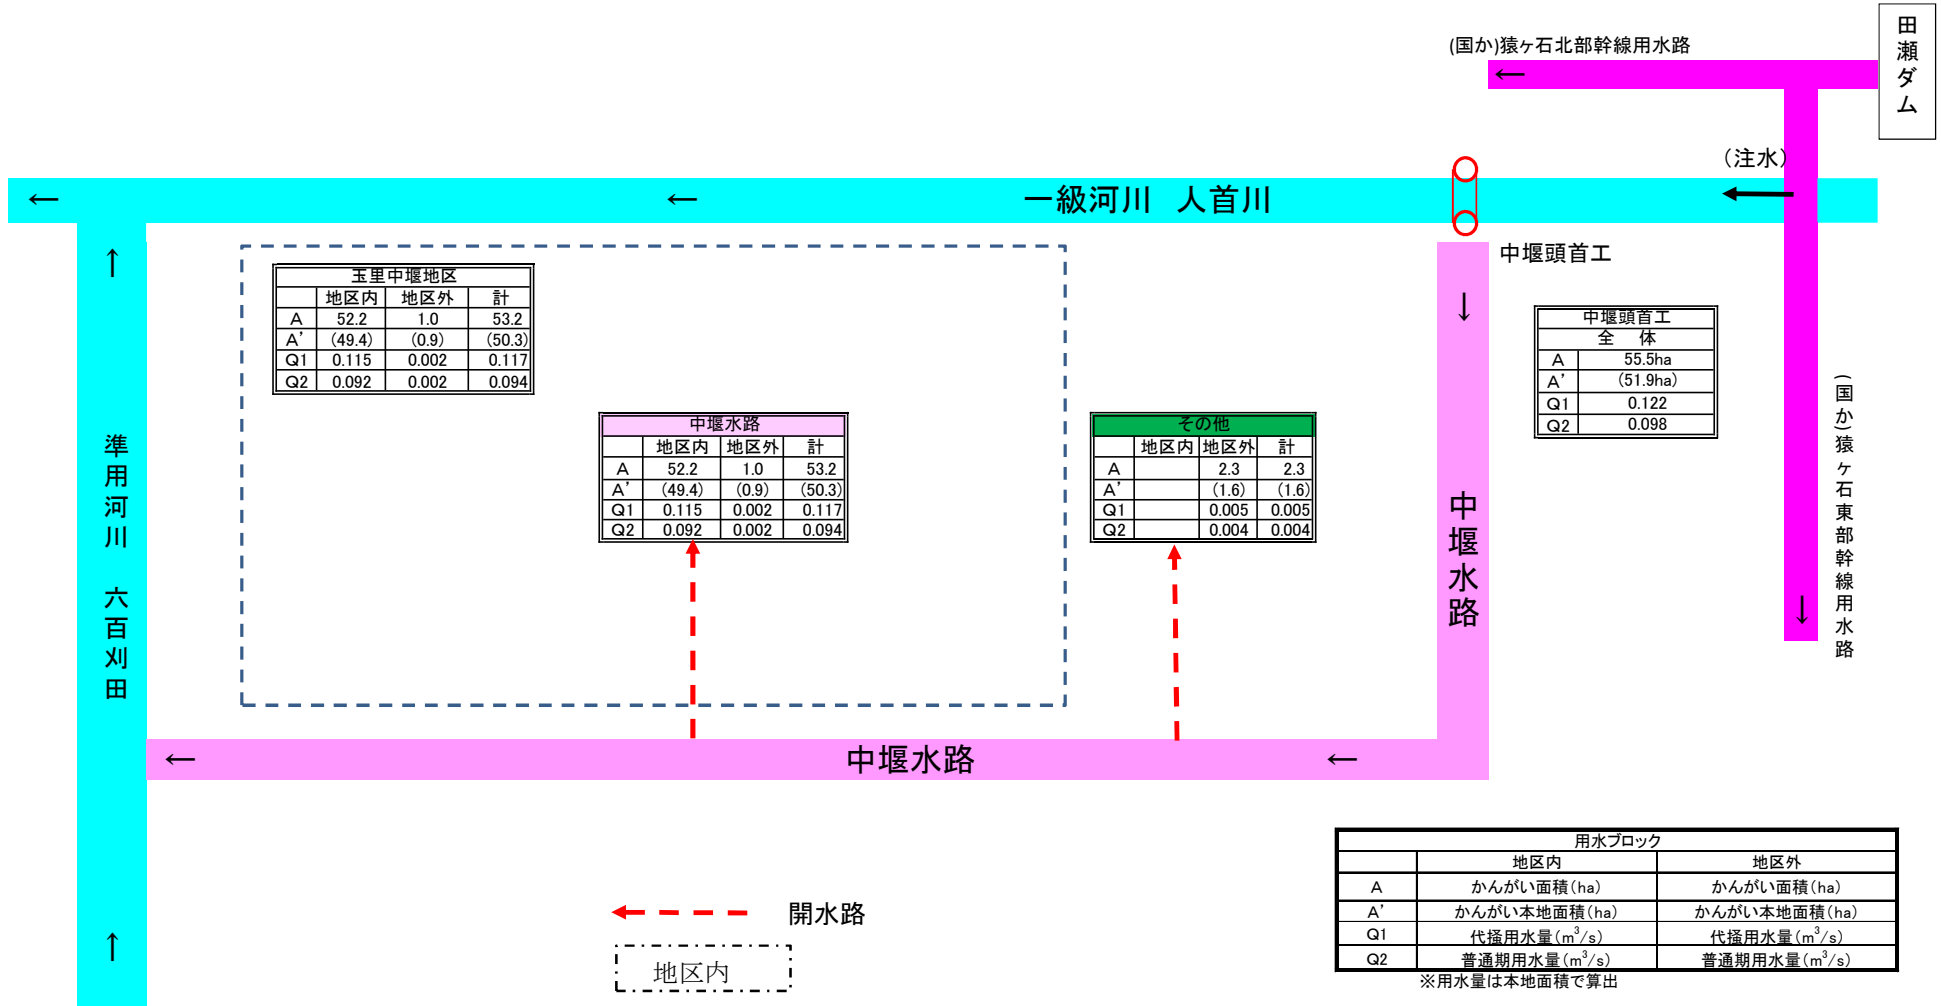 田瀬ダム
(国か)猿ヶ石北部幹線用水路
←
（注水）
← ← 一級河川　人首川
↑
中堰頭首工
↓
玉里中堰地区
地区内 地区外 計
A 52.2 1.0 53.2
A' (49.4) (0.9) (50.3)
Q1 0.115 0.002 0.117
Q2 0.092 0.002 0.094
中堰頭首工
全　体
A 55.5ha
A' (51.9ha)
Q1 0.122
Q2 0.098
(国か)猿ヶ石東部幹線用水路
↓
中堰水路
地区内 地区外 計
A 52.2 1.0 53.2
A' (49.4) (0.9) (50.3)
Q1 0.115 0.002 0.117
Q2 0.092 0.002 0.094
その他
地区内 地区外 計
A 2.3 2.3
A' (1.6) (1.6)
Q1 0.005 0.005
Q2 0.004 0.004
中堰水路
準用河川　六百刈田
← 中堰水路 ←
↑
用水ブロック
地区内 地区外
A かんがい面積(ha) かんがい面積(ha)
A' かんがい本地面積(ha) かんがい本地面積(ha)
Q1 代掻用水量(m³/s) 代掻用水量(m³/s)
Q2 普通期用水量(m³/s) 普通期用水量(m³/s)
※用水量は本地面積で算出
開水路
地区内